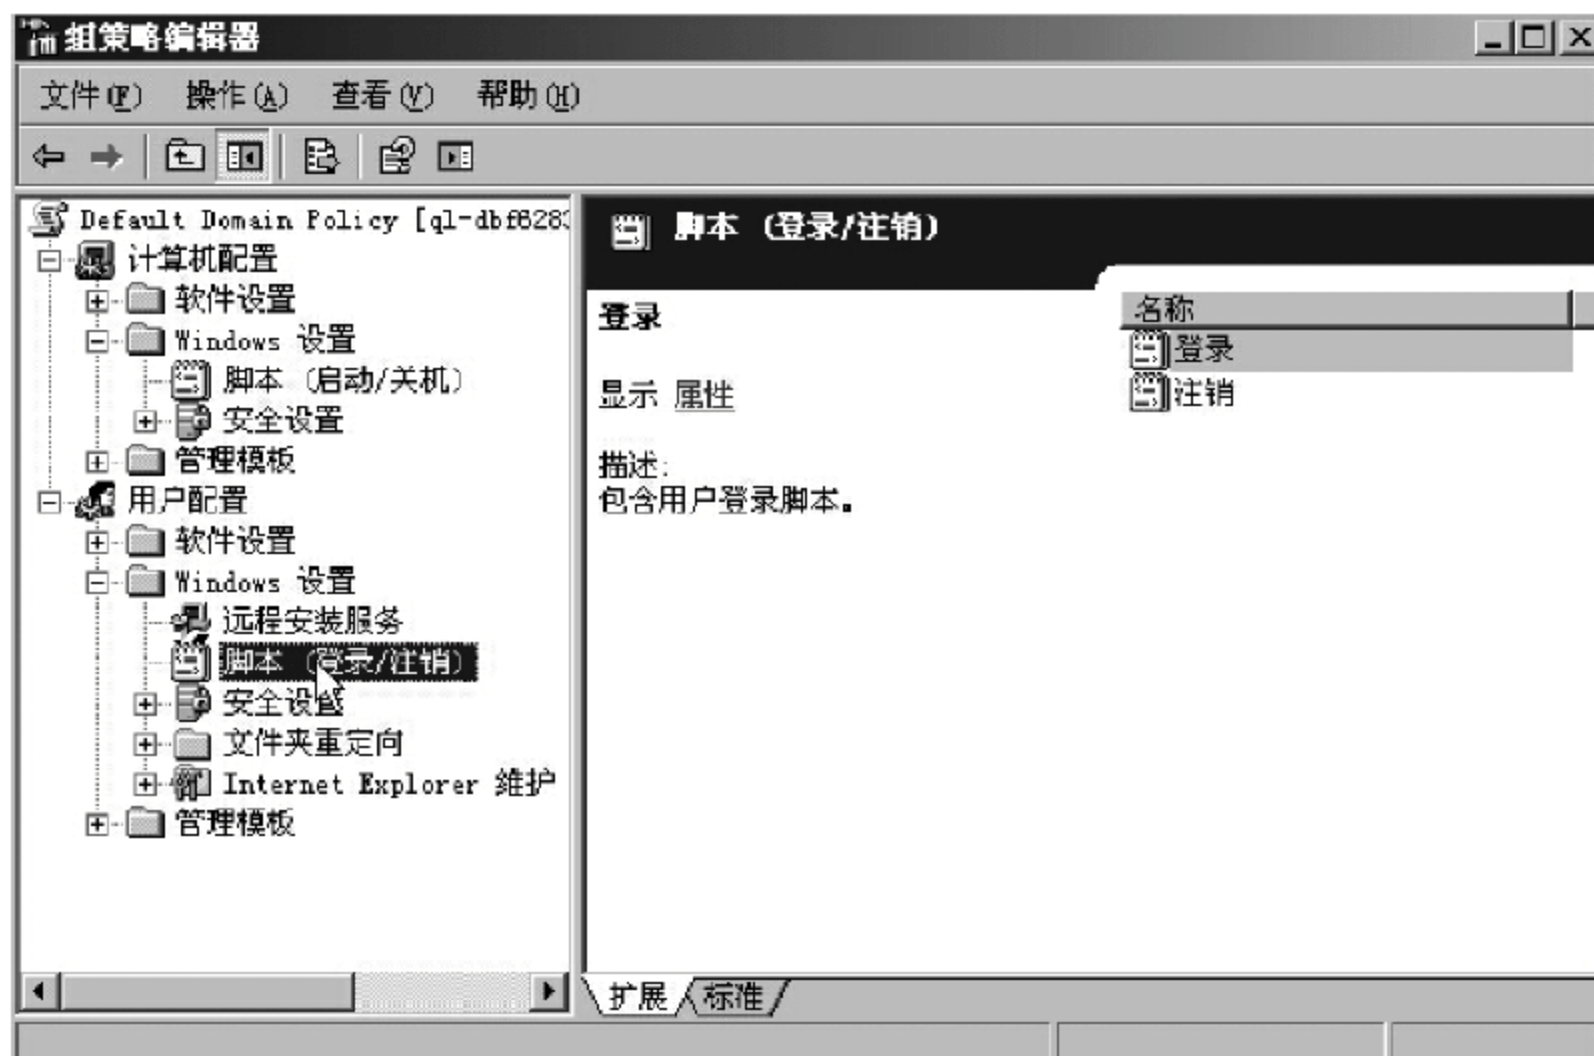 组策略编辑器
文件(F) 操作(A) 查看(V) 帮助(H)
Default Domain Policy [ql-dbf628
计算机配置
软件设置
Windows 设置
脚本 (启动/关机)
安全设置
管理模板
用户配置
软件设置
Windows 设置
远程安装服务
脚本 (登录/注销)
安全设置
文件夹重定向
Internet Explorer 维护
管理模板
脚本 (登录/注销)
登录
显示 属性
描述:
包含用户登录脚本。
名称
登录
注销
扩展 标准